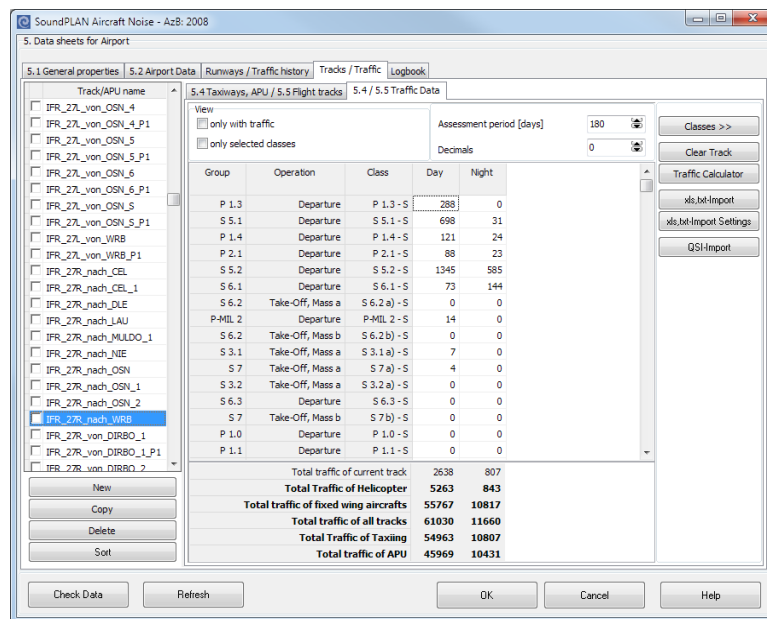 SoundPLAN Aircraft Noise - AzB: 2008
5. Data sheets for Airport
5.1 General properties 5.2 Airport Data Runways / Traffic history Tracks / Traffic Logbook
Track/APU name
IFR_27L_von_OSN_4
IFR_27L_von_OSN_4_P1
IFR_27L_von_OSN_5
IFR_27L_von_OSN_5_P1
IFR_27L_von_OSN_6
IFR_27L_von_OSN_6_P1
IFR_27L_von_OSN_S
IFR_27L_von_OSN_S_P1
IFR_27L_von_WRB
IFR_27L_von_WRB_P1
IFR_27R_nach_CEL
IFR_27R_nach_CEL_1
IFR_27R_nach_DLE
IFR_27R_nach_LAU
IFR_27R_nach_MULDO_1
IFR_27R_nach_NIE
IFR_27R_nach_OSN
IFR_27R_nach_OSN_1
IFR_27R_nach_OSN_2
IFR_27R_nach_WRB
IFR_27R_von_DIRBO_1
IFR_27R_von_DIRBO_1_P1
IFR_27R_von_DIRBO_2
New
Copy
Delete
Sort
5.4 Taxiways, APU / 5.5 Flight tracks 5.4 / 5.5 Traffic Data
View
only with traffic
only selected classes
Assessment period [days] 180
Decimals 0
Group Operation Class Day Night
P 1.3 Departure P 1.3 - S 288 0
S 5.1 Departure S 5.1 - S 698 31
P 1.4 Departure P 1.4 - S 121 24
P 2.1 Departure P 2.1 - S 88 23
S 5.2 Departure S 5.2 - S 1345 585
S 6.1 Departure S 6.1 - S 73 144
S 6.2 Take-Off, Mass a S 6.2 a) - S 0 0
P-MIL 2 Departure P-MIL 2 - S 14 0
S 6.2 Take-Off, Mass b S 6.2 b) - S 0 0
S 3.1 Take-Off, Mass a S 3.1 a) - S 7 0
S 7 Take-Off, Mass a S 7 a) - S 4 0
S 3.2 Take-Off, Mass a S 3.2 a) - S 0 0
S 6.3 Departure S 6.3 - S 0 0
S 7 Take-Off, Mass b S 7 b) - S 0 0
P 1.0 Departure P 1.0 - S 0 0
P 1.1 Departure P 1.1 - S 0 0
Total traffic of current track 2638 807
Total Traffic of Helicopter 5263 843
Total traffic of fixed wing aircrafts 55767 10817
Total traffic of all tracks 61030 11660
Total Traffic of Taxiing 54963 10807
Total traffic of APU 45969 10431
Classes >>
Clear Track
Traffic Calculator
xls,txt-Import
xls,txt-Import Settings
QSI-Import
Check Data Refresh OK Cancel Help